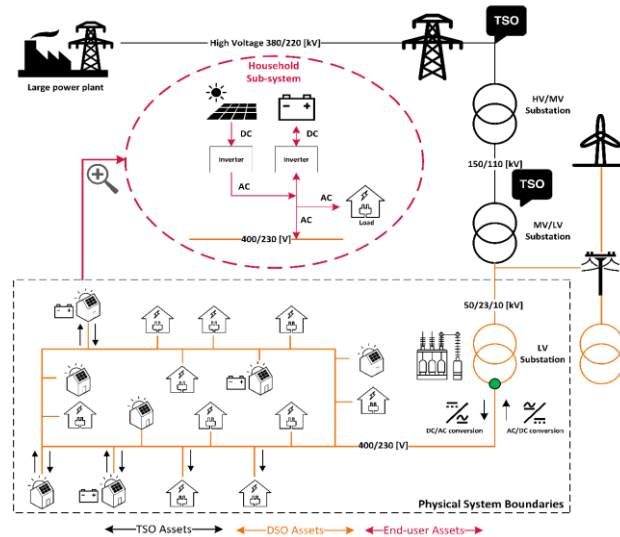 TSO
High Voltage 380/220 [kV]
Large power plant
Household
Sub-system
DC
DC
Inverter
Inverter
AC
AC
AC
Load
400/230 [V]
HV/MV
Substation
150/110 [kV]
TSO
MV/LV
Substation
50/23/10 [kV]
LV
Substation
DC/AC
conversion
AC/DC
conversion
400/230 [V]
Physical System Boundaries
TSO Assets
DSO Assets
End-user Assets